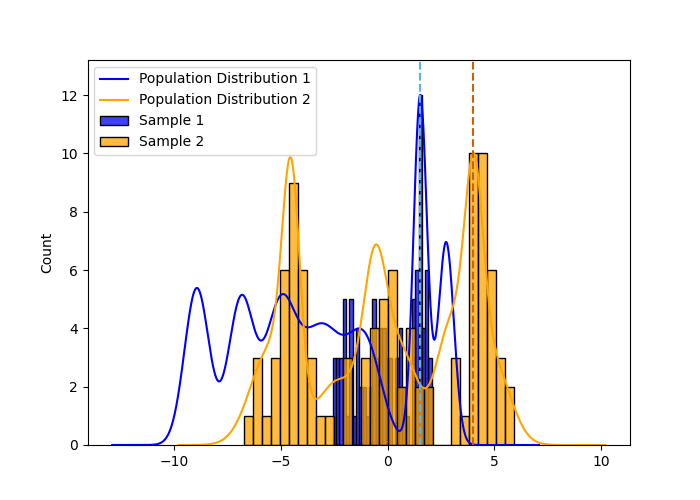 Population Distribution 1
Population Distribution 2
Sample 1
Sample 2
Count
12
10
8
6
4
2
0
−10
−5
0
5
10